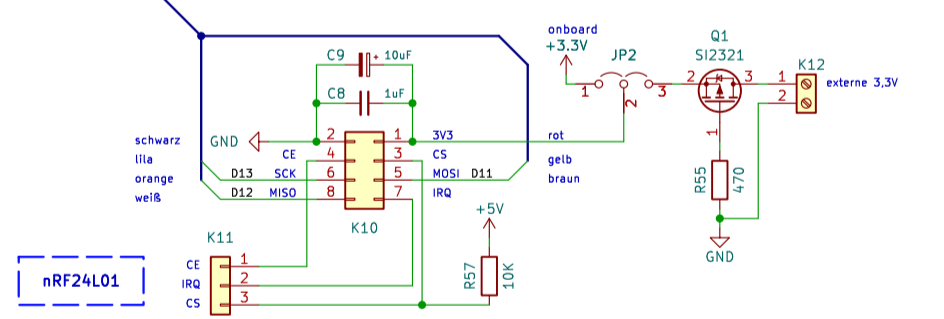 onboard
+3.3V
JP2
1
2
3
Q1
SI2321
2
3
1
K12
1
2
externe 3,3V
C9
+
10uF
C8
1uF
schwarz
lila
orange
weiß
GND
CE
D13 SCK
D12 MISO
2
4
6
8
1
3
5
7
3V3
CS
MOSI D11
IRQ
rot
gelb
braun
K10
R55
470
GND
K11
CE 1
IRQ 2
CS 3
+5V
R57
10K
nRF24L01